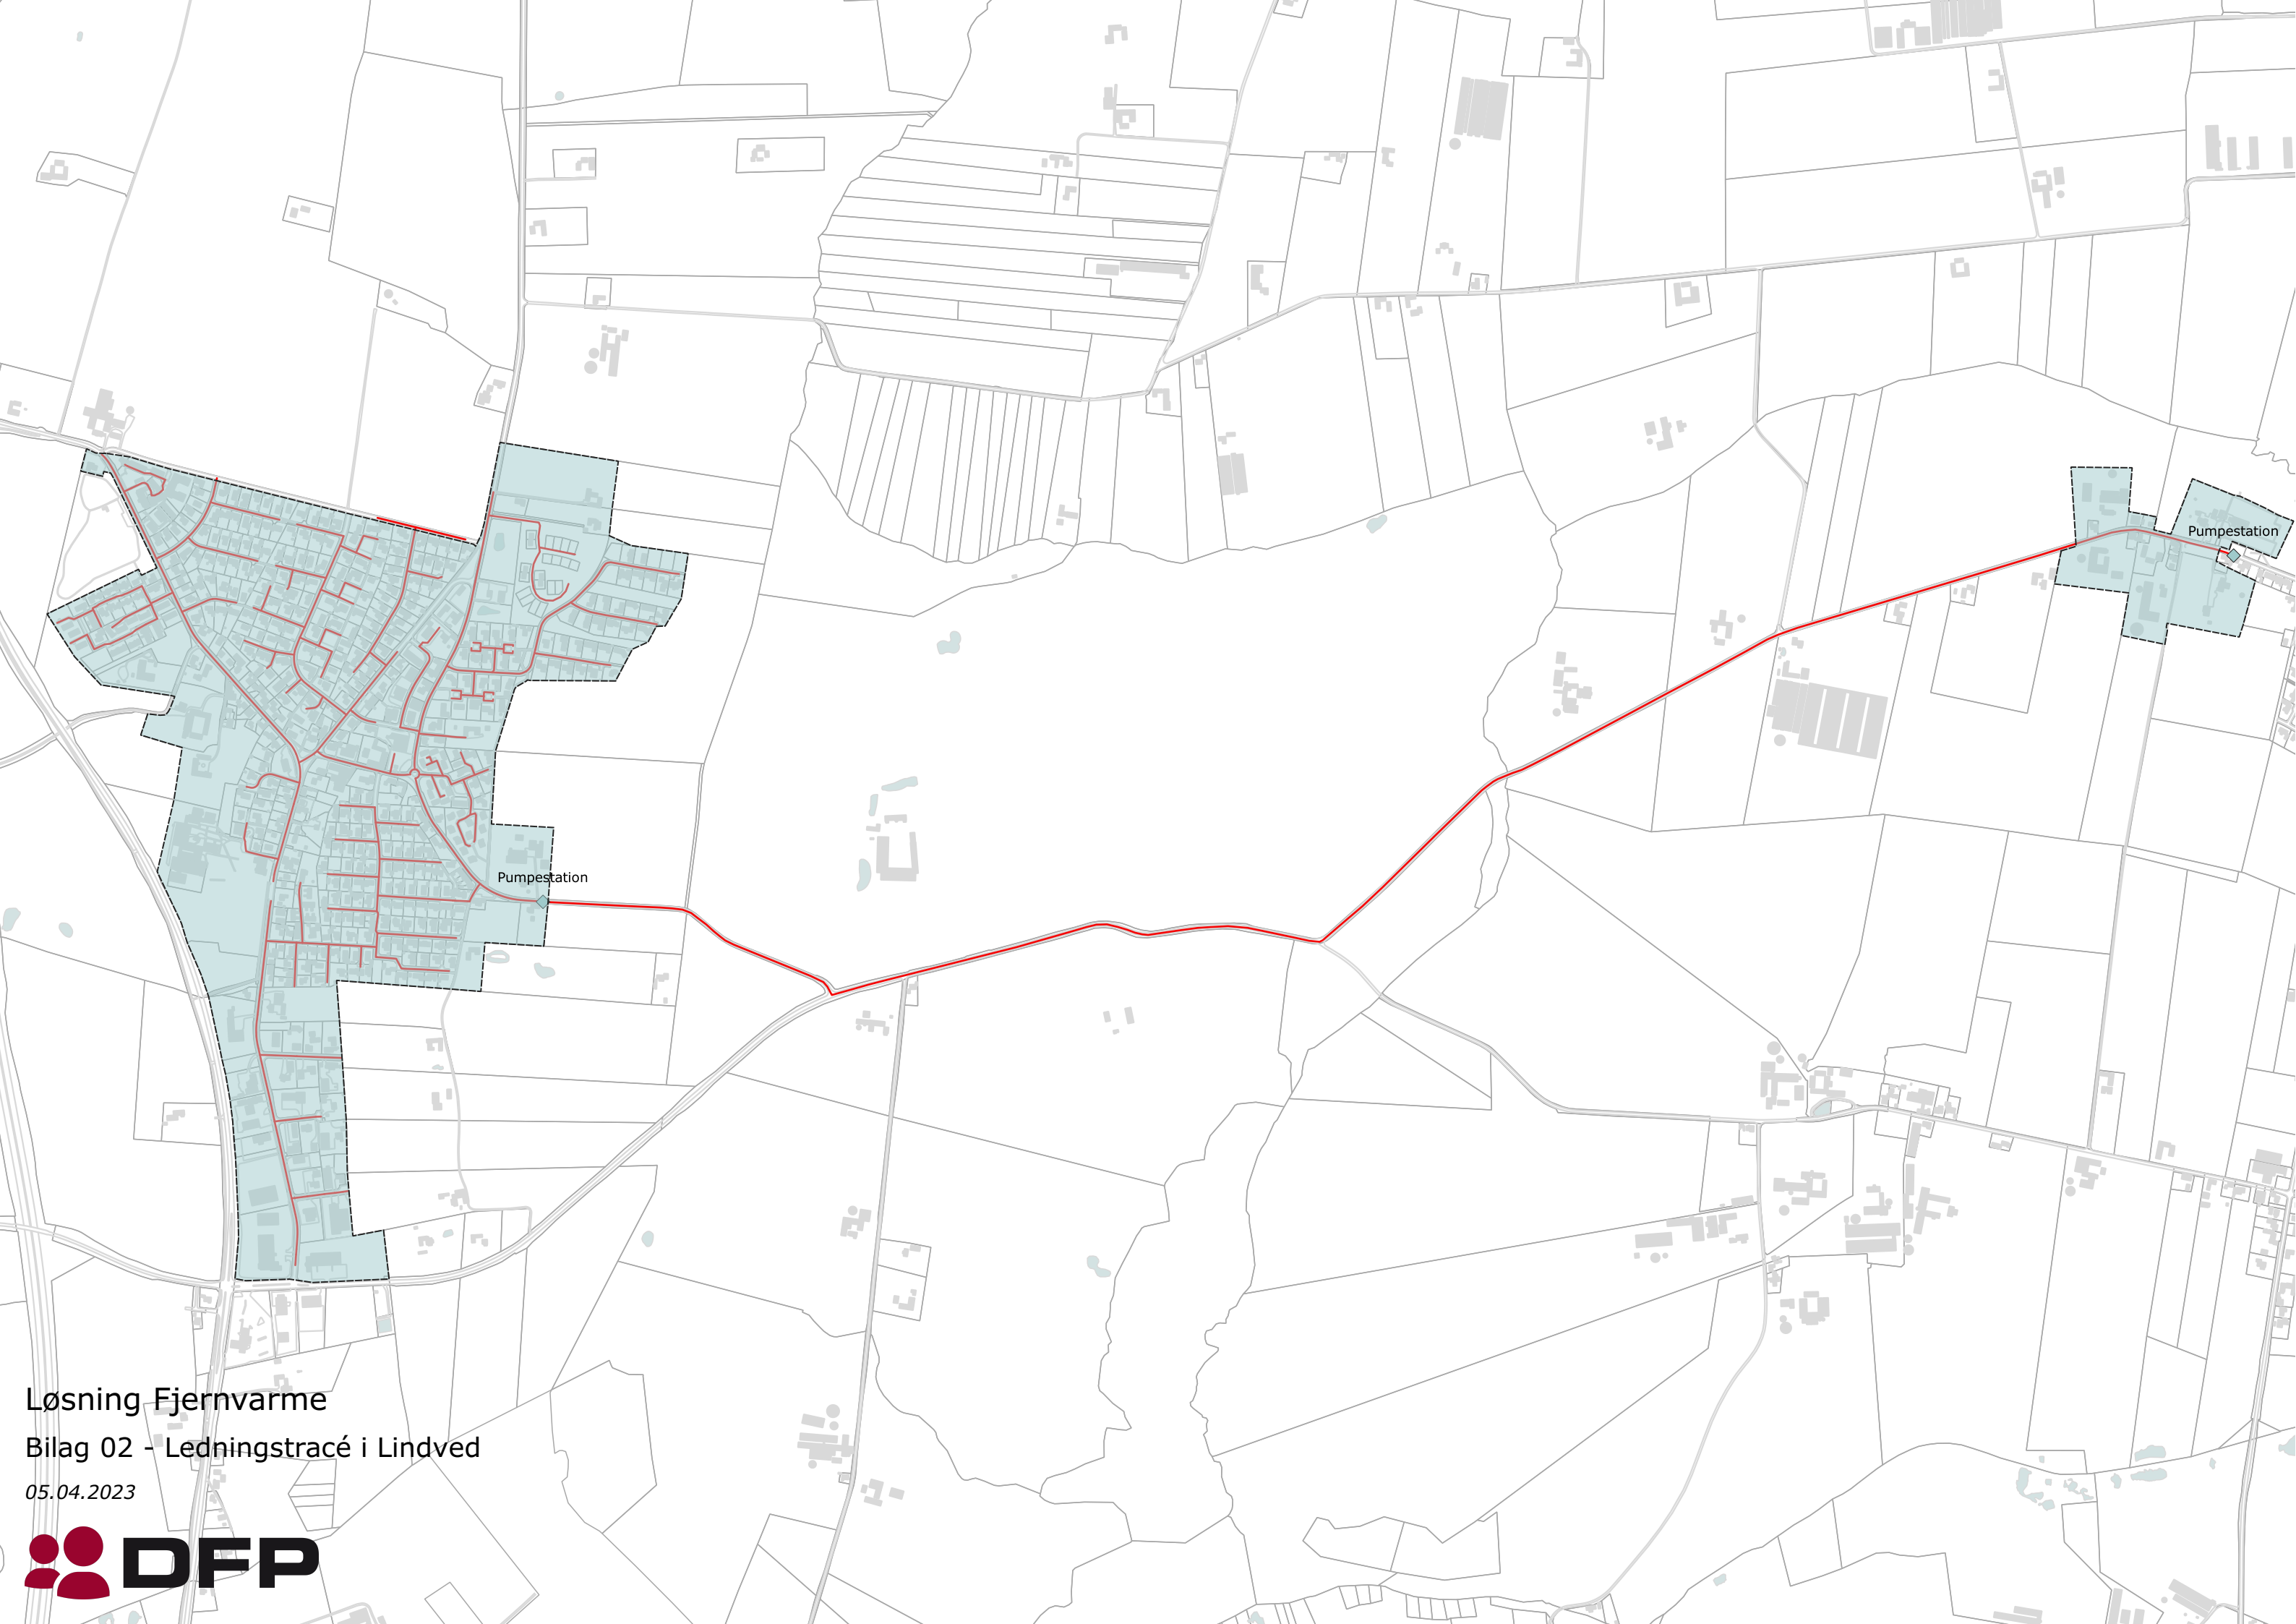 Pumpestation
Pumpestation
Løsning Fjernvarme
Bilag 02 - Ledningstracé i Lindved
05.04.2023
DFP